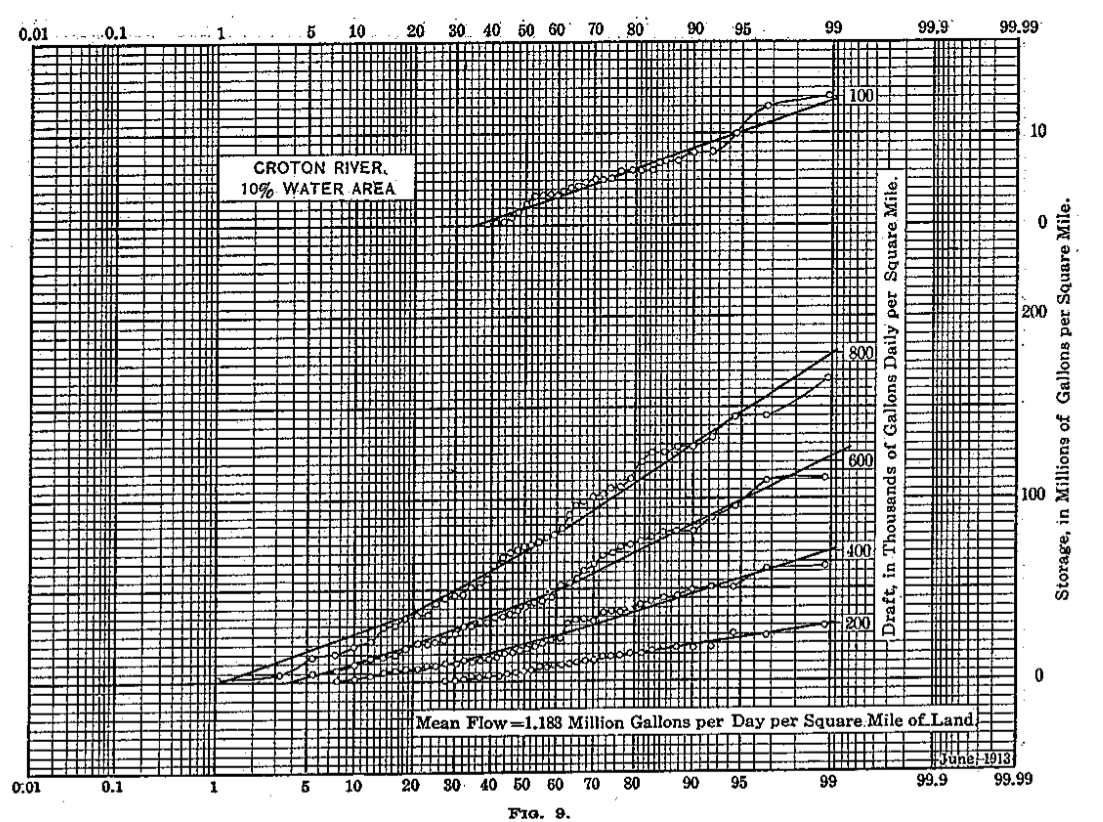 0.01 0.1 1 5 10 20 30 40 50 60 70 80 90 95 99 99.9 99.99
100
10
CROTON RIVER,
10% WATER AREA
0
Draft, in Thousands of Gallons Daily per Square Mile.
Storage, in Millions of Gallons per Square Mile.
200
800
600
100
400
200
0
Mean Flow = 1.183 Million Gallons per Day per Square Mile of Land.
June, 1913
0.01 0.1 1 5 10 20 30 40 50 60 70 80 90 95 99 99.9 99.99
FIG. 9.